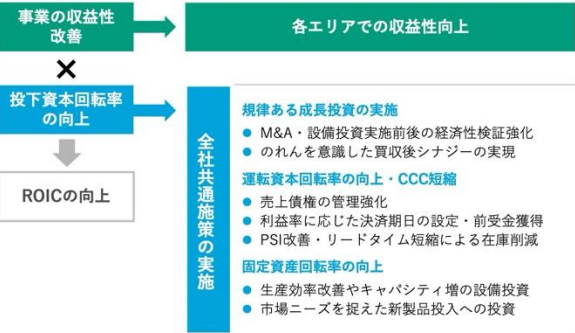 事業の収益性
改善
各エリアでの収益性向上
×
投下資本回転率
の向上
ROICの向上
全社共通施策の実施
規律ある成長投資の実施
● M&A・設備投資実施前後の経済性検証強化
● のれんを意識した買収後シナジーの実現
運転資本回転率の向上・CCC短縮
● 売上債権の管理強化
● 利益率に応じた決済期日の設定・前受金獲得
● PSI改善・リードタイム短縮による在庫削減
固定資産回転率の向上
● 生産効率改善やキャパシティ増の設備投資
● 市場ニーズを捉えた新製品投入への投資